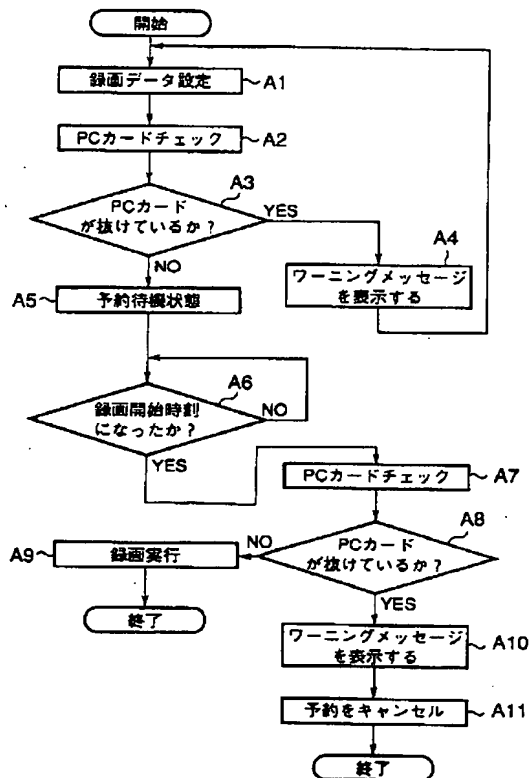 開始
録画データ設定
A1
PCカードチェック
A2
A3
PCカード
が抜けているか？
YES
NO
A4
ワーニングメッセージ
を表示する
A5
予約待機状態
A6
録画開始時刻
になったか？
NO
YES
PCカードチェック
A7
A8
PCカード
が抜けているか？
NO
YES
A9
録画実行
終了
ワーニングメッセージ
を表示する
A10
予約をキャンセル
A11
終了